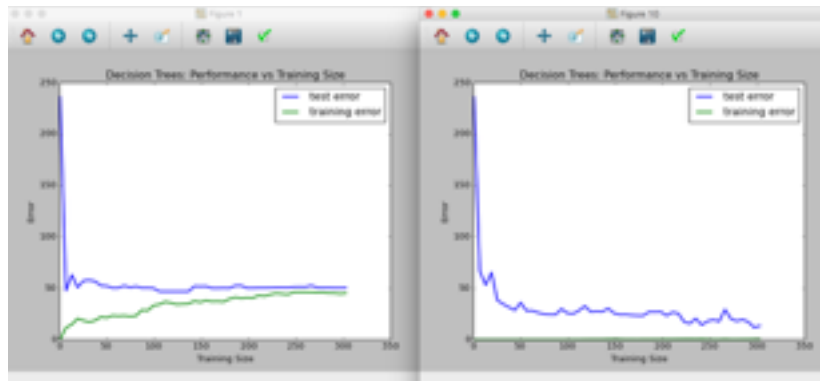 Figure 1
Decision Trees: Performance vs Training Size
test error
training error
Error
250
200
150
100
50
0
0 50 100 150 200 250 300 350
Training Size
Figure 10
Decision Trees: Performance vs Training Size
test error
training error
Error
250
200
150
100
50
0
0 50 100 150 200 250 300 350
Training Size